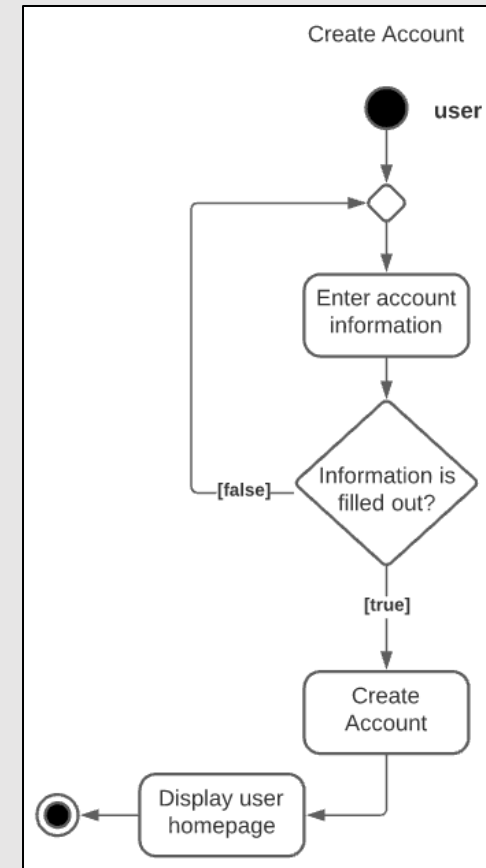 Create Account
user
Enter account
information
Information is
filled out?
[false]
[true]
Create
Account
Display user
homepage